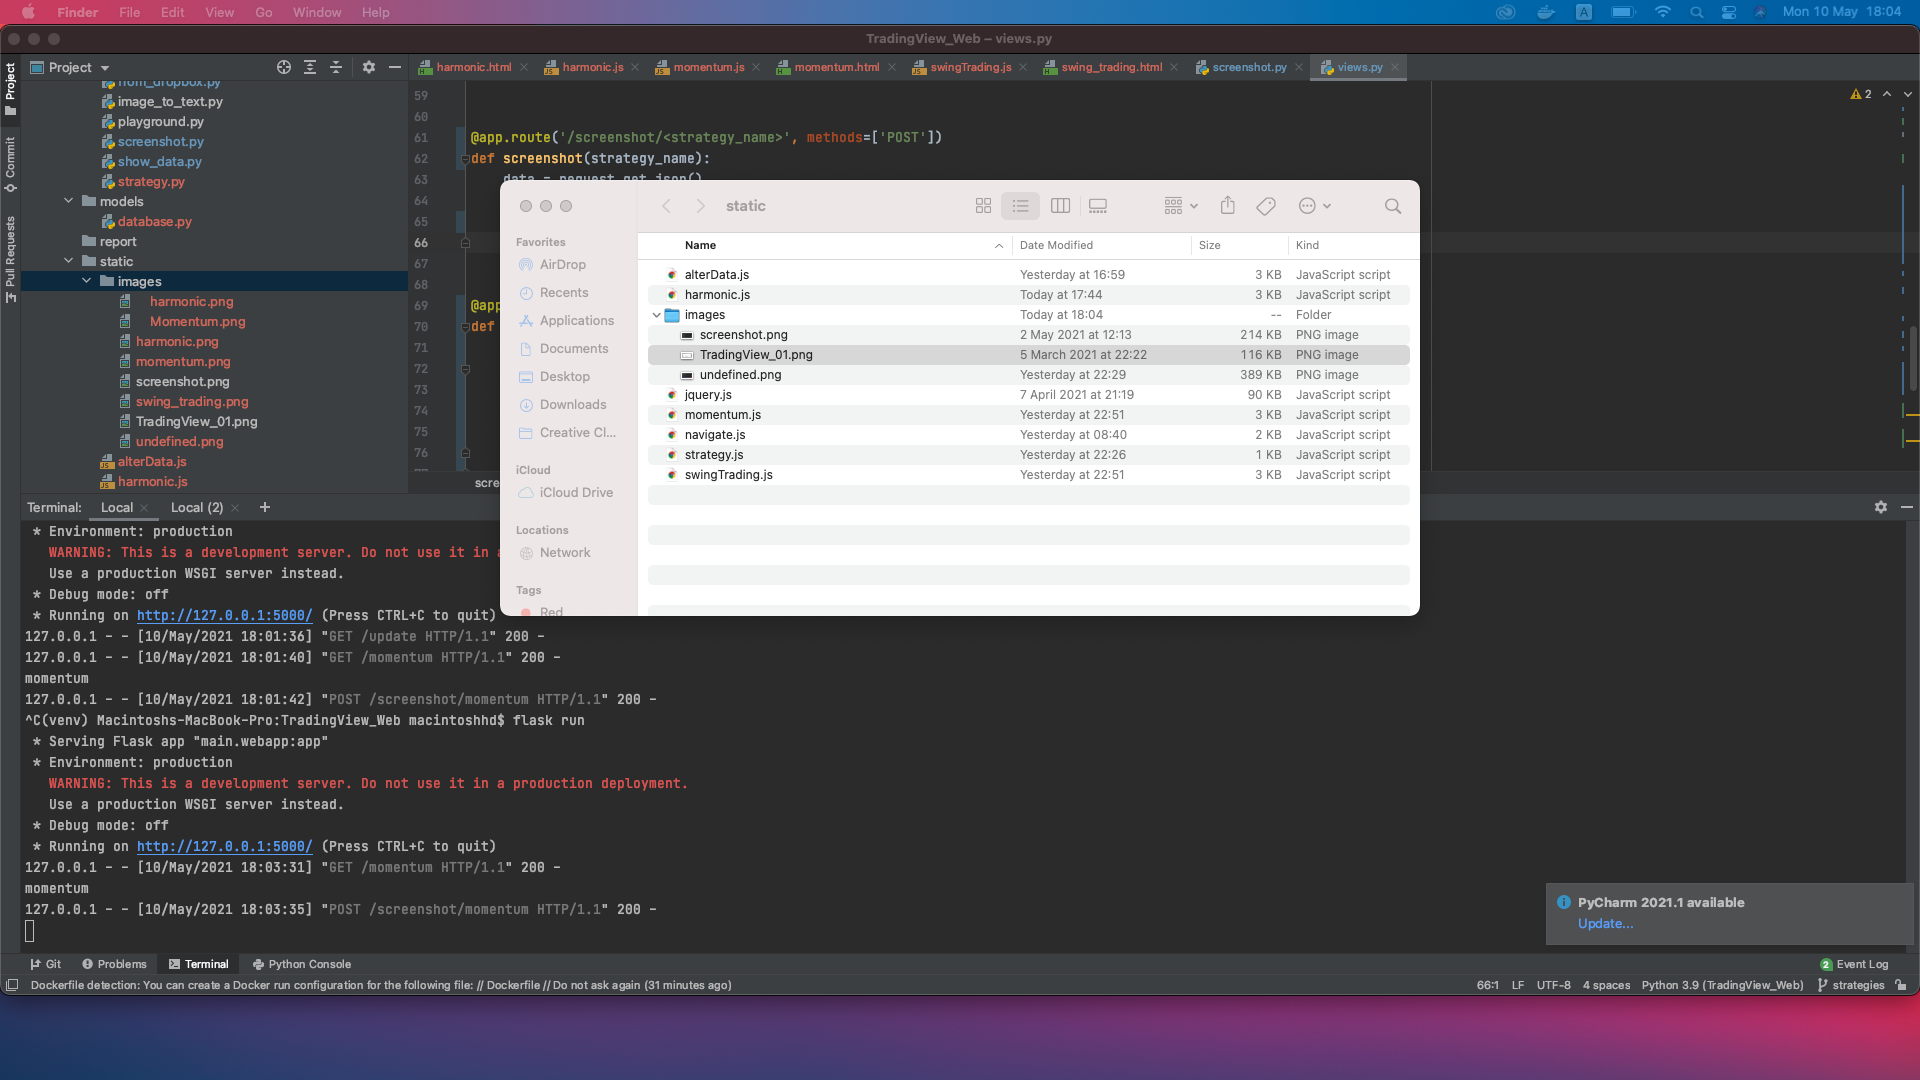 Finder File Edit View Go Window Help
A
Mon 10 May 18:04
TradingView_Web – views.py
Project
harmonic.html
harmonic.js
momentum.js
momentum.html
swingTrading.js
swing_trading.html
screenshot.py
views.py
Project
Commit
Pull Requests
from_dropbox.py
image_to_text.py
playground.py
screenshot.py
show_data.py
strategy.py
models
database.py
report
static
images
harmonic.png
Momentum.png
harmonic.png
momentum.png
screenshot.png
swing_trading.png
TradingView_01.png
undefined.png
alterData.js
harmonic.js
59
60
61 @app.route('/screenshot/<strategy_name>', methods=['POST'])
62 def screenshot(strategy_name):
63 data = request.get_json()
64
65
66
67
68
69 @app
70 def
71
72
73
74
75
76
2
scre
static
Favorites
AirDrop
Recents
Applications
Documents
Desktop
Downloads
Creative Cl...
iCloud
iCloud Drive
Locations
Network
Tags
Red
Name Date Modified Size Kind
alterData.js Yesterday at 16:59 3 KB JavaScript script
harmonic.js Today at 17:44 3 KB JavaScript script
images Today at 18:04 -- Folder
screenshot.png 2 May 2021 at 12:13 214 KB PNG image
TradingView_01.png 5 March 2021 at 22:22 116 KB PNG image
undefined.png Yesterday at 22:29 389 KB PNG image
jquery.js 7 April 2021 at 21:19 90 KB JavaScript script
momentum.js Yesterday at 22:51 3 KB JavaScript script
navigate.js Yesterday at 08:40 2 KB JavaScript script
strategy.js Yesterday at 22:26 1 KB JavaScript script
swingTrading.js Yesterday at 22:51 3 KB JavaScript script
Terminal: Local Local (2) +
* Environment: production
WARNING: This is a development server. Do not use it in a
Use a production WSGI server instead.
* Debug mode: off
* Running on http://127.0.0.1:5000/ (Press CTRL+C to quit)
127.0.0.1 - - [10/May/2021 18:01:36] "GET /update HTTP/1.1" 200 -
127.0.0.1 - - [10/May/2021 18:01:40] "GET /momentum HTTP/1.1" 200 -
momentum
127.0.0.1 - - [10/May/2021 18:01:42] "POST /screenshot/momentum HTTP/1.1" 200 -
^C(venv) Macintoshs-MacBook-Pro:TradingView_Web macintoshhd$ flask run
* Serving Flask app "main.webapp:app"
* Environment: production
WARNING: This is a development server. Do not use it in a production deployment.
Use a production WSGI server instead.
* Debug mode: off
* Running on http://127.0.0.1:5000/ (Press CTRL+C to quit)
127.0.0.1 - - [10/May/2021 18:03:31] "GET /momentum HTTP/1.1" 200 -
momentum
127.0.0.1 - - [10/May/2021 18:03:35] "POST /screenshot/momentum HTTP/1.1" 200 -
PyCharm 2021.1 available
Update...
Git Problems Terminal Python Console
2 Event Log
Dockerfile detection: You can create a Docker run configuration for the following file: // Dockerfile // Do not ask again (31 minutes ago)
66:1 LF UTF-8 4 spaces Python 3.9 (TradingView_Web) strategies